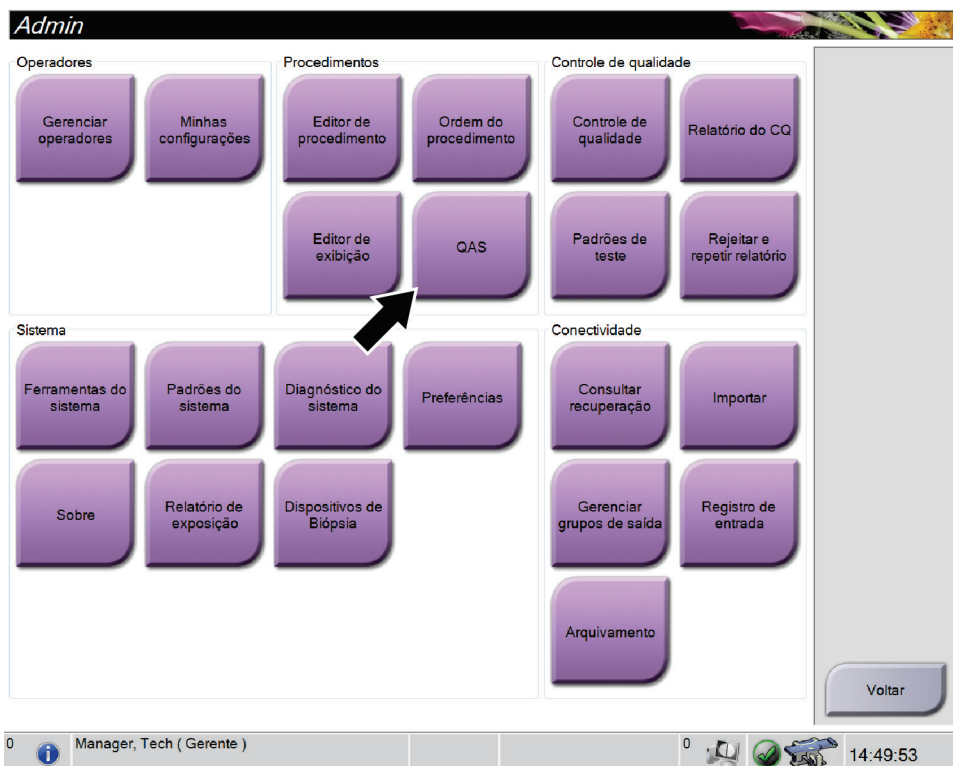 Admin
Operadores
Gerenciar
operadores
Minhas
configurações
Procedimentos
Editor de
procedimento
Ordem do
procedimento
Editor de
exibição
QAS
Controle de qualidade
Controle de
qualidade
Relatório do CQ
Padrões de
teste
Rejeitar e
repetir relatório
Sistema
Ferramentas do
sistema
Padrões do
sistema
Diagnóstico do
sistema
Preferências
Sobre
Relatório de
exposição
Dispositivos de
Biópsia
Conectividade
Consultar
recuperação
Importar
Gerenciar
grupos de saída
Registro de
entrada
Arquivamento
Voltar
0
Manager, Tech ( Gerente )
0
14:49:53